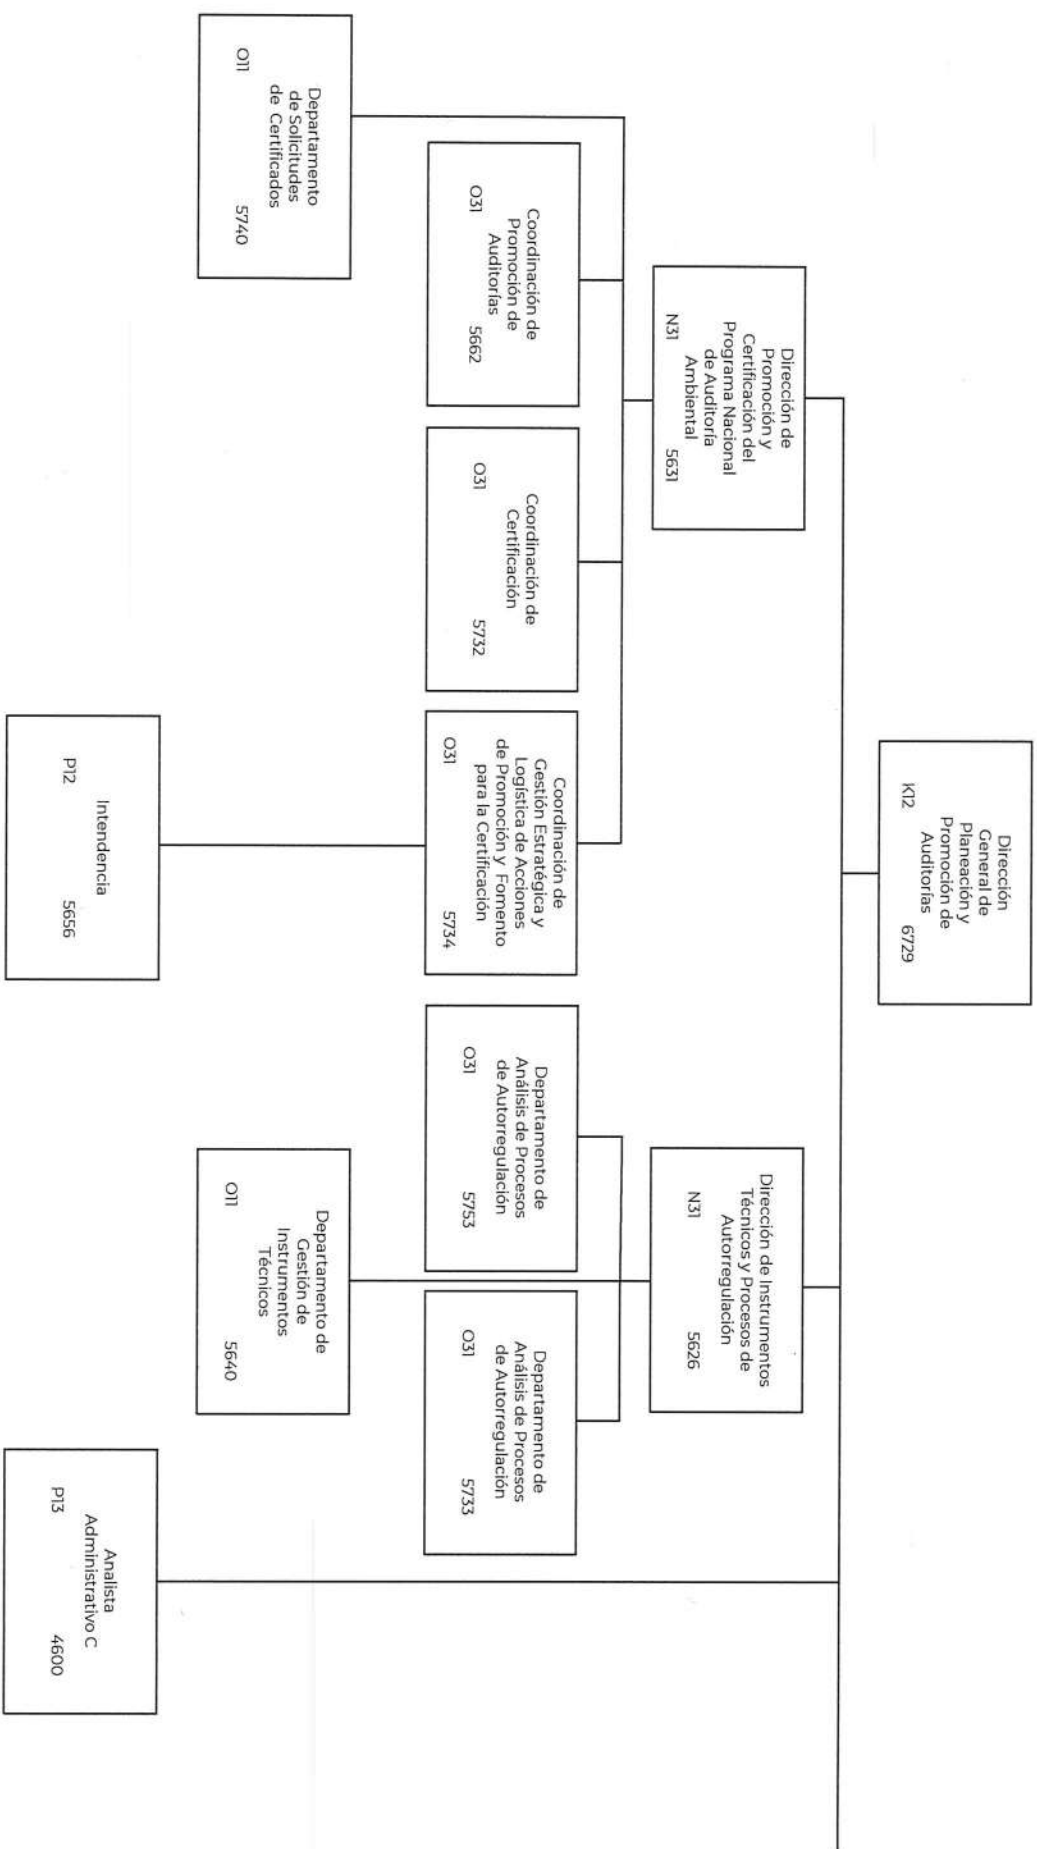 Dirección
General de
Planeación y
Promoción de
Auditorías
K12 6729
Dirección de
Promoción y
Certificación del
Programa Nacional
de Auditoría
Ambiental
N31 5631
Dirección de Instrumentos
Técnicos y Procesos de
Autorregulación
N31 5626
Coordinación de
Promoción de
Auditorías
O31 5662
Coordinación de
Certificación
O31 5732
Coordinación de
Gestión Estratégica y
Logística de Acciones
de Promoción y Fomento
para la Certificación
O31 5734
Departamento de
Análisis de Procesos
de Autorregulación
O31 5753
Departamento de
Análisis de Procesos
de Autorregulación
O31 5733
Departamento
de Solicitudes
de Certificados
O11 5740
Departamento de
Gestión de
Instrumentos
Técnicos
O11 5640
Intendencia
P12 5656
Analista
Administrativo C
P13 4600